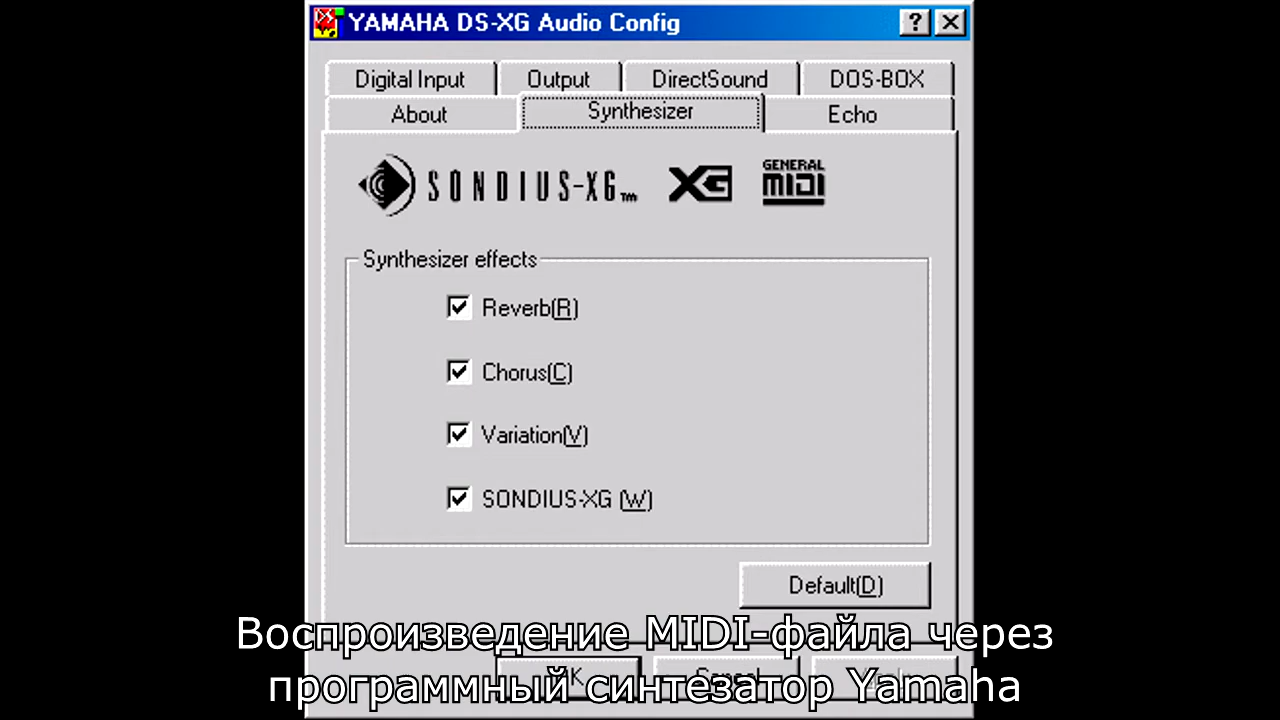 YAMAHA DS-XG Audio Config
Digital Input Output DirectSound DOS-BOX
About Synthesizer Echo
SONDIUS-XG™ XG GENERAL MIDI
Synthesizer effects
Reverb(R)
Chorus(C)
Variation(V)
SONDIUS-XG (W)
Default(D)
Воспроизведение MIDI-файла через
программный синтезатор Yamaha